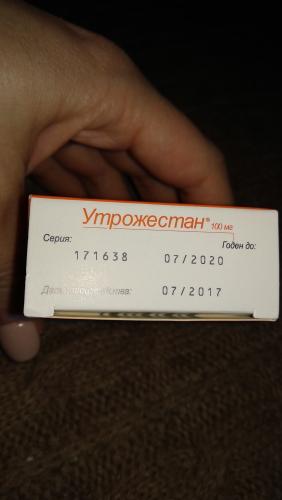 Утрожестан® 100 мг
Серия: Годен до:
171638 07/2020
07/2017